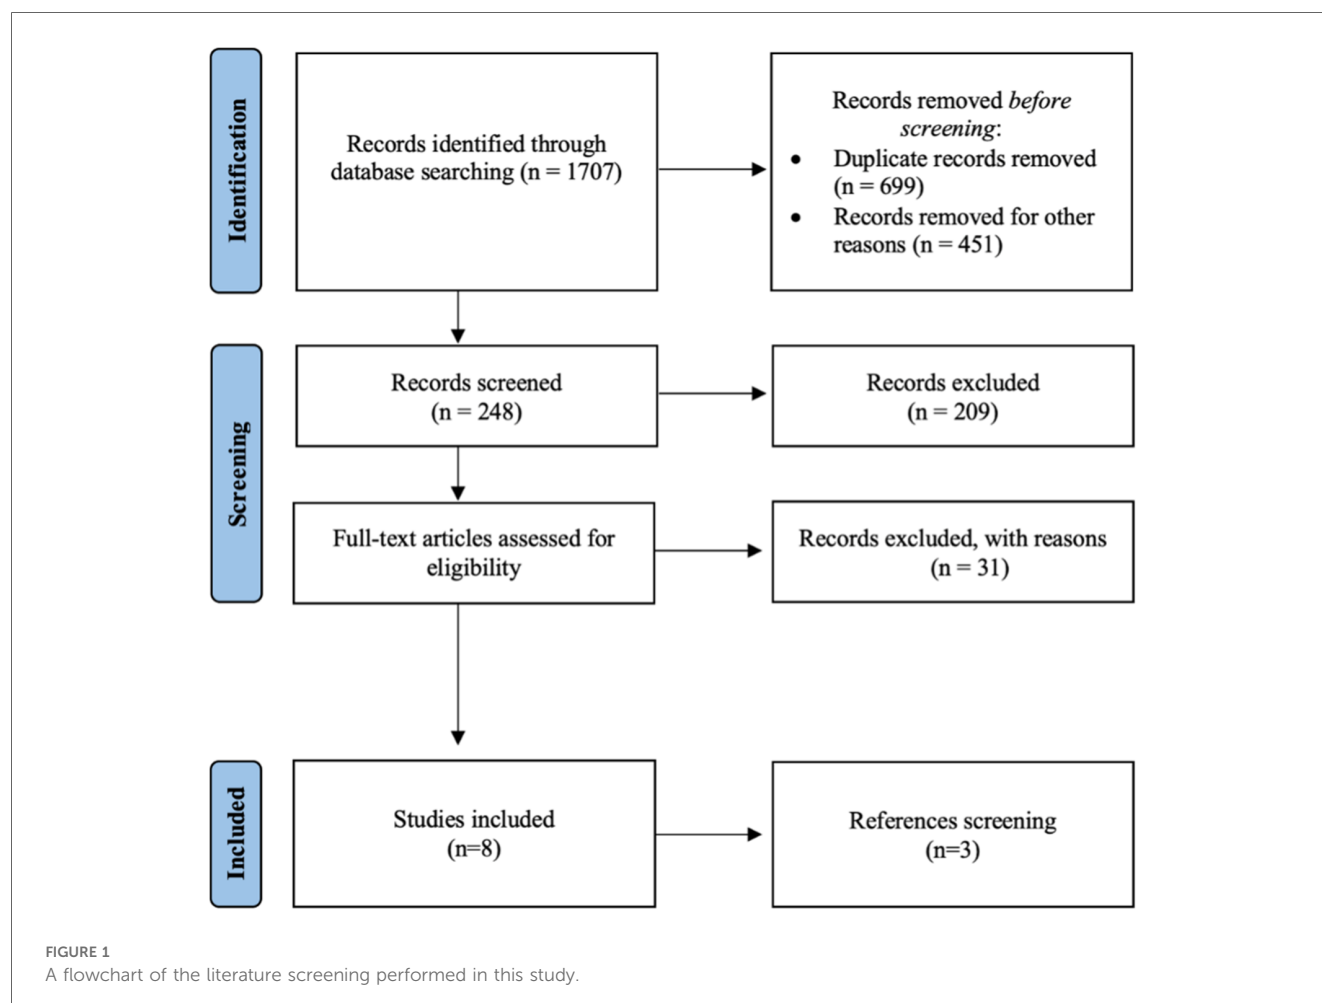 Identification
Records identified through
database searching (n = 1707)
Records removed before
screening:
• Duplicate records removed
(n = 699)
• Records removed for other
reasons (n = 451)
Screening
Records screened
(n = 248)
Records excluded
(n = 209)
Full-text articles assessed for
eligibility
Records excluded, with reasons
(n = 31)
Included
Studies included
(n=8)
References screening
(n=3)
FIGURE 1
A flowchart of the literature screening performed in this study.